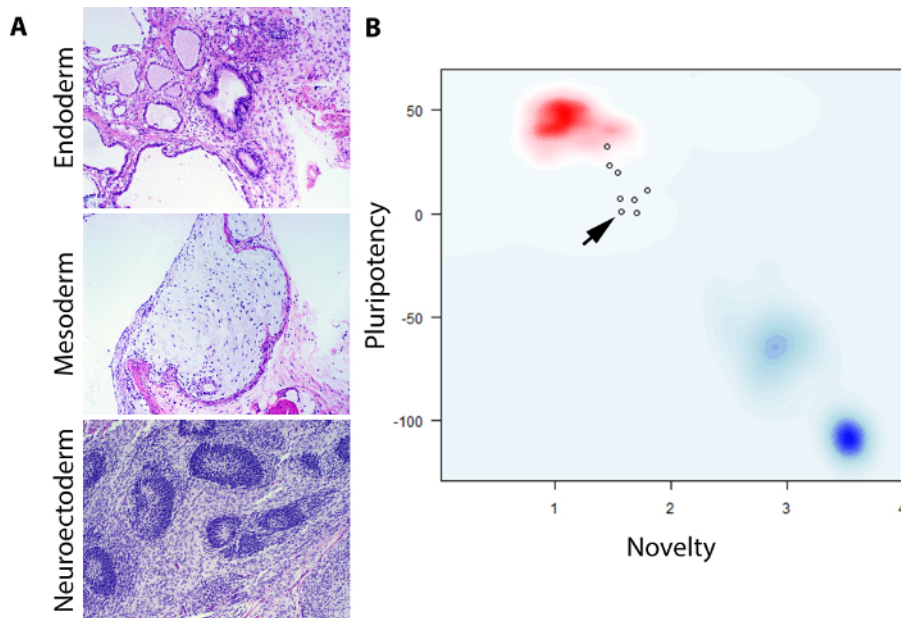 A
Endoderm
Mesoderm
Neuroectoderm
B
Pluripotency
50
0
-50
-100
1
2
3
4
Novelty